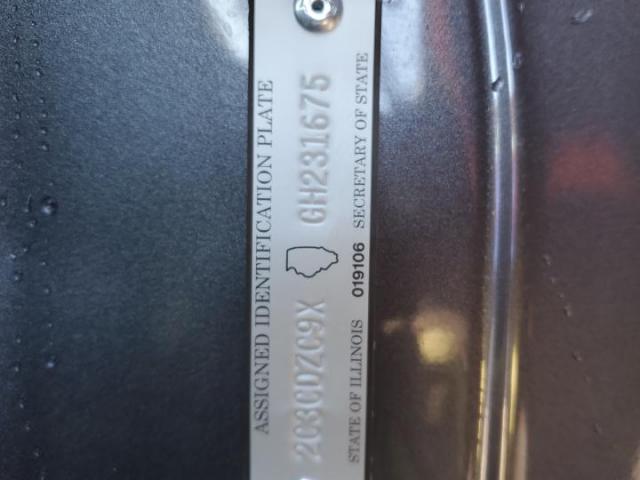 ASSIGNED IDENTIFICATION PLATE
2C3CDZC9X GH231675
STATE OF ILLINOIS 019106 SECRETARY OF STATE